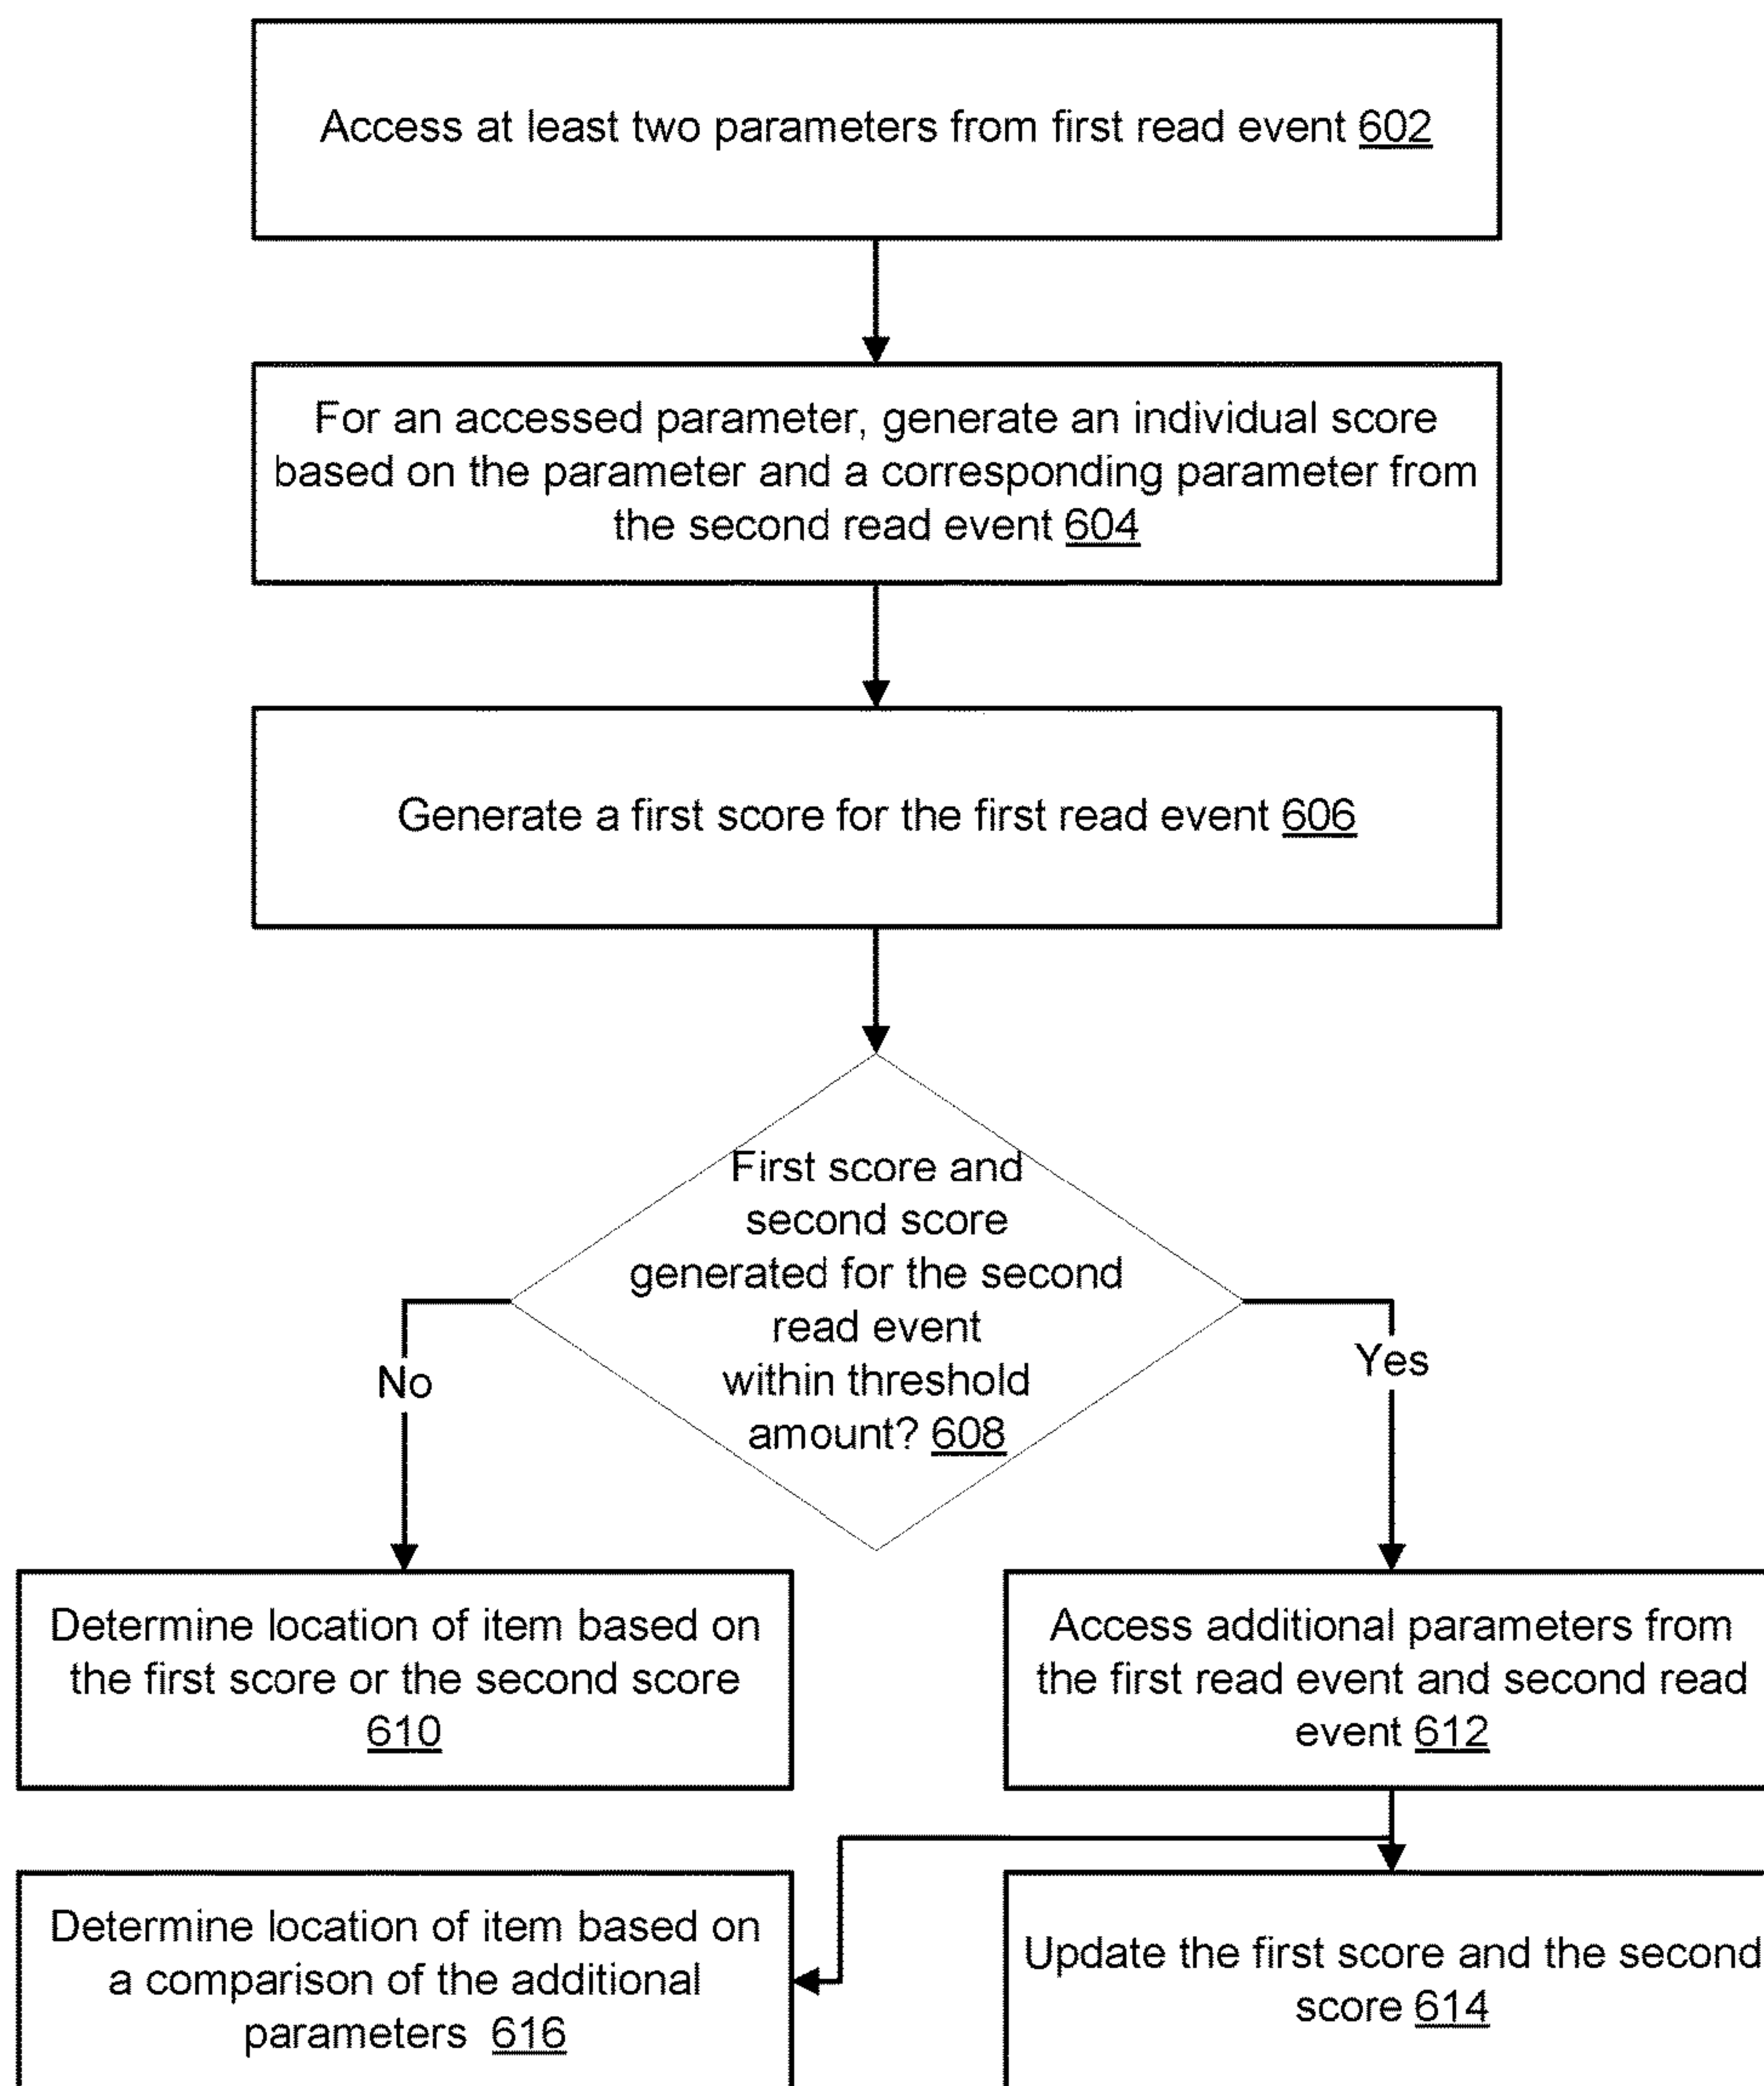 Access at least two parameters from first read event 602
For an accessed parameter, generate an individual score
based on the parameter and a corresponding parameter from
the second read event 604
Generate a first score for the first read event 606
First score and
second score
generated for the second
read event
within threshold
amount? 608
No
Yes
Determine location of item based on
the first score or the second score
610
Access additional parameters from
the first read event and second read
event 612
Determine location of item based on
a comparison of the additional
parameters 616
Update the first score and the second
score 614